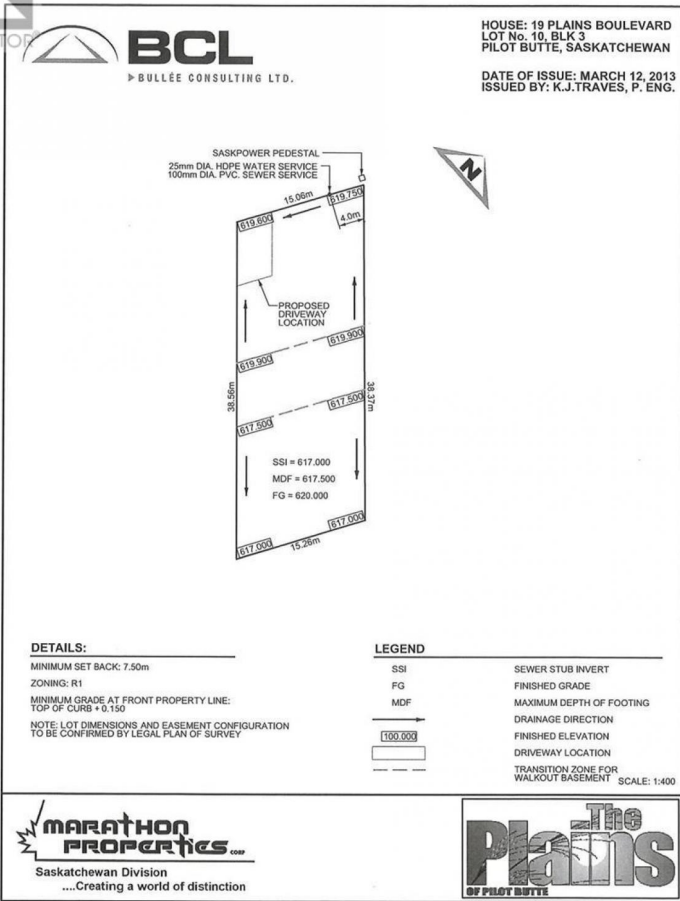 BCL
BULLÉE CONSULTING LTD.
HOUSE: 19 PLAINS BOULEVARD
LOT No. 10, BLK 3
PILOT BUTTE, SASKATCHEWAN
DATE OF ISSUE: MARCH 12, 2013
ISSUED BY: K.J.TRAVES, P. ENG.
SASKPOWER PEDESTAL
25mm DIA. HDPE WATER SERVICE
100mm DIA. PVC. SEWER SERVICE
N
15.06m
619.750
619.600
4.0m
PROPOSED
DRIVEWAY
LOCATION
619.900
619.900
38.56m
38.37m
617.500
617.500
SSI = 617.000
MDF = 617.500
FG = 620.000
617.000
617.000
15.26m
DETAILS:
MINIMUM SET BACK: 7.50m
ZONING: R1
MINIMUM GRADE AT FRONT PROPERTY LINE:
TOP OF CURB + 0.150
NOTE: LOT DIMENSIONS AND EASEMENT CONFIGURATION
TO BE CONFIRMED BY LEGAL PLAN OF SURVEY
LEGEND
SSI SEWER STUB INVERT
FG FINISHED GRADE
MDF MAXIMUM DEPTH OF FOOTING
DRAINAGE DIRECTION
100.000 FINISHED ELEVATION
DRIVEWAY LOCATION
TRANSITION ZONE FOR
WALKOUT BASEMENT
SCALE: 1:400
MARATHON
PROPERTIES CORP
Saskatchewan Division
....Creating a world of distinction
The
Plains
OF PILOT BUTTE